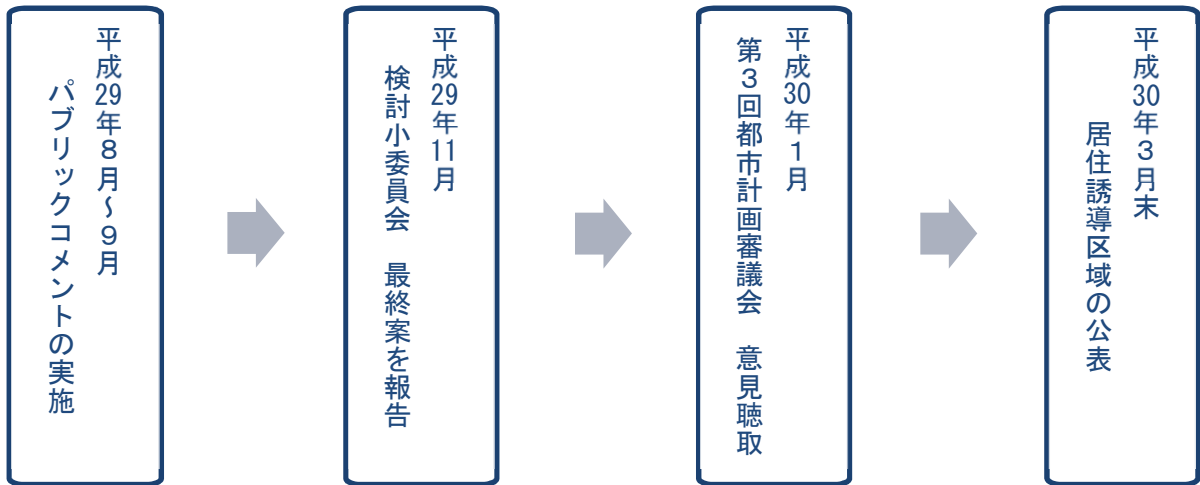 平成29年８月～９月
パブリックコメントの実施
平成29年11月
検討小委員会　最終案を報告
平成30年１月
第３回都市計画審議会　意見聴取
平成30年３月末
居住誘導区域の公表